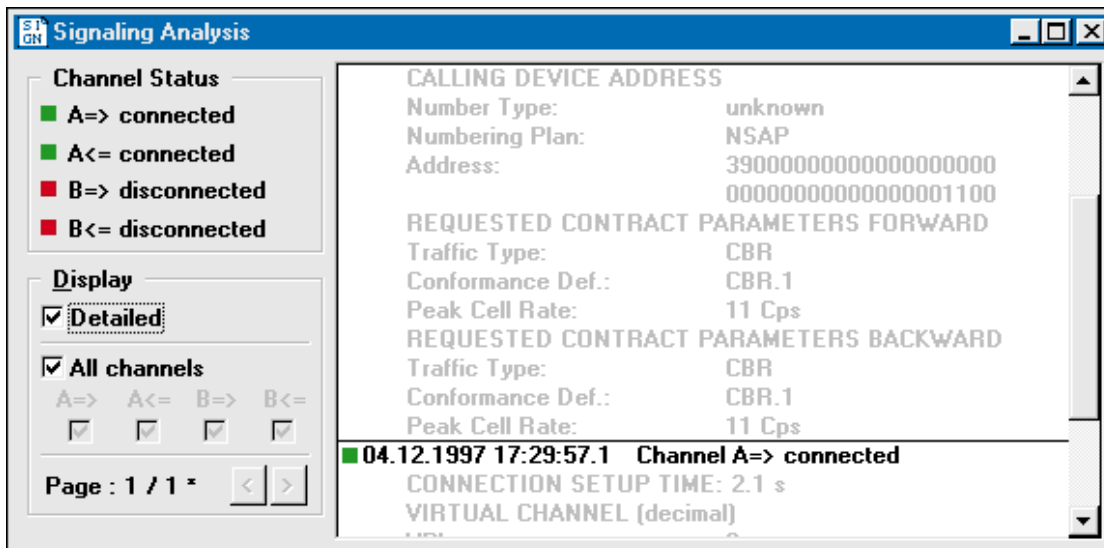 SIGN Signaling Analysis
Channel Status
A=> connected
A<= connected
B=> disconnected
B<= disconnected
Display
Detailed
All channels
A=> A<= B=> B<=
Page : 1 / 1 *
< >
CALLING DEVICE ADDRESS
Number Type: unknown
Numbering Plan: NSAP
Address: 39000000000000000000
00000000000000001100
REQUESTED CONTRACT PARAMETERS FORWARD
Traffic Type: CBR
Conformance Def.: CBR.1
Peak Cell Rate: 11 Cps
REQUESTED CONTRACT PARAMETERS BACKWARD
Traffic Type: CBR
Conformance Def.: CBR.1
Peak Cell Rate: 11 Cps
04.12.1997 17:29:57.1 Channel A=> connected
CONNECTION SETUP TIME: 2.1 s
VIRTUAL CHANNEL (decimal)